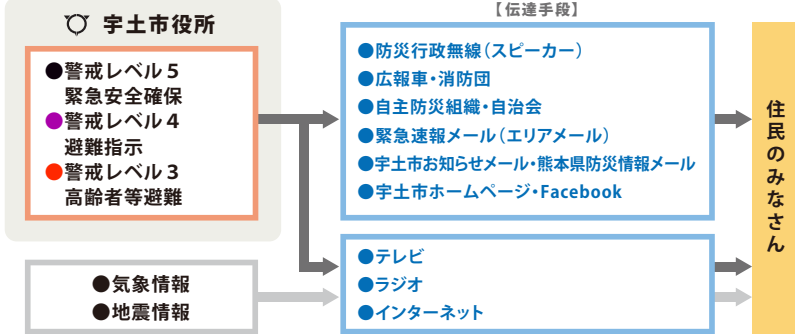 宇土市役所
●警戒レベル5
緊急安全確保
●警戒レベル4
避難指示
●警戒レベル3
高齢者等避難
●気象情報
●地震情報
【伝達手段】
●防災行政無線（スピーカー）
●広報車・消防団
●自主防災組織・自治会
●緊急速報メール（エリアメール）
●宇土市お知らせメール・熊本県防災情報メール
●宇土市ホームページ・Facebook
●テレビ
●ラジオ
●インターネット
住民のみなさん